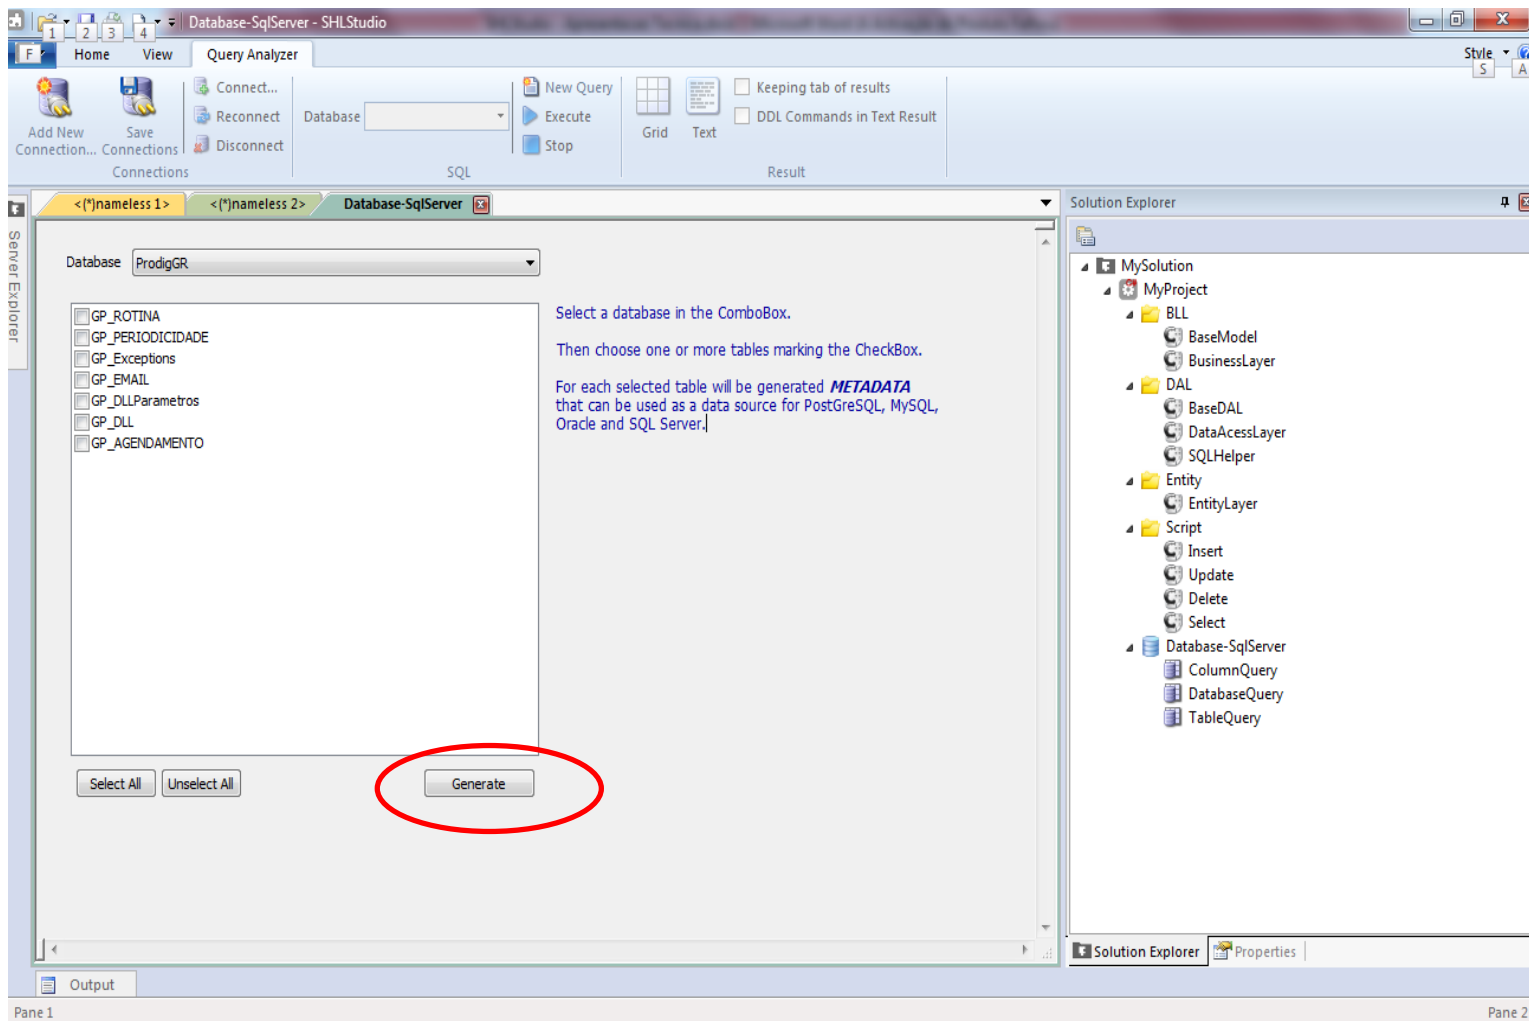 Database-SqlServer - SHLStudio
1 2 3 4
F Home View Query Analyzer Style
S A
Add New Connection...
Save Connections
Connect...
Reconnect
Disconnect
Connections
Database
SQL
New Query
Execute
Stop
Grid Text
Keeping tab of results
DDL Commands in Text Result
Result
Server Explorer
<(*)nameless 1> <(*)nameless 2> Database-SqlServer
Database ProdigGR
GP_ROTINA
GP_PERIODICIDADE
GP_Exceptions
GP_EMAIL
GP_DLLParametros
GP_DLL
GP_AGENDAMENTO
Select a database in the ComboBox.
Then choose one or more tables marking the CheckBox.
For each selected table will be generated METADATA
that can be used as a data source for PostGreSQL, MySQL,
Oracle and SQL Server.
Select All Unselect All Generate
Solution Explorer
MySolution
MyProject
BLL
BaseModel
BusinessLayer
DAL
BaseDAL
DataAcessLayer
SQLHelper
Entity
EntityLayer
Script
Insert
Update
Delete
Select
Database-SqlServer
ColumnQuery
DatabaseQuery
TableQuery
Solution Explorer Properties
Output
Pane 1 Pane 2